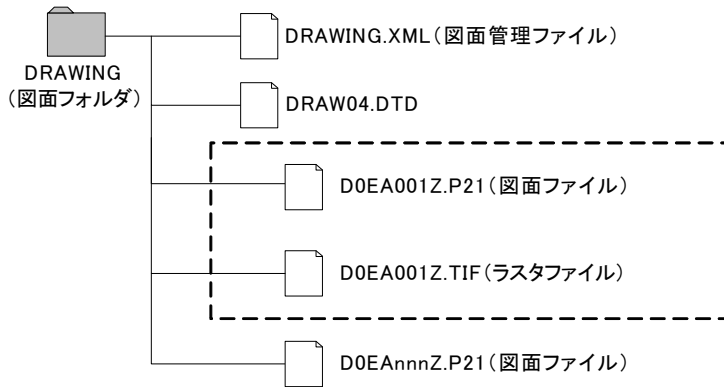 DRAWING.XML(図面管理ファイル)
DRAWING
(図面フォルダ)
DRAW04.DTD
D0EA001Z.P21(図面ファイル)
D0EA001Z.TIF(ラスタファイル)
D0EAnnnZ.P21(図面ファイル)